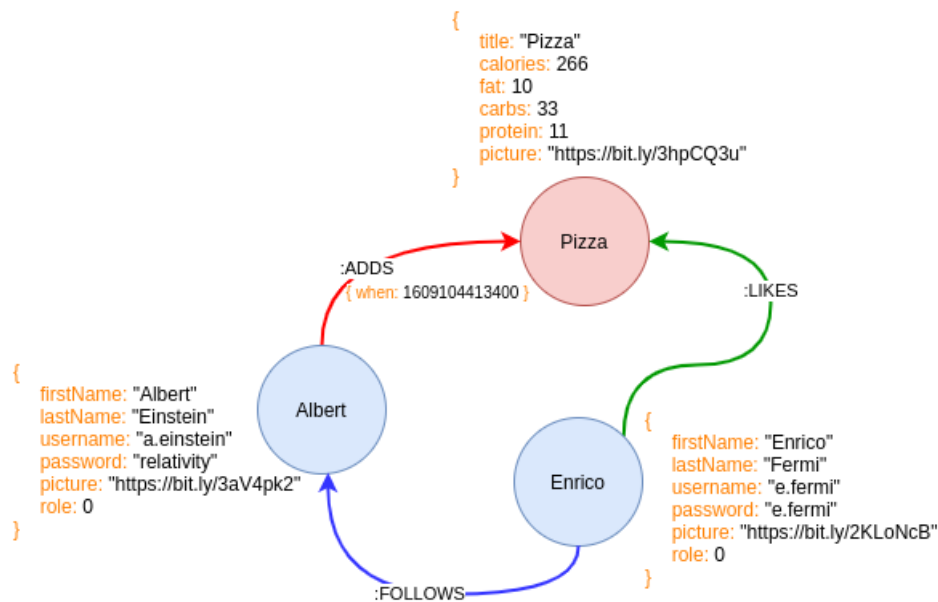 {
title: "Pizza"
calories: 266
fat: 10
carbs: 33
protein: 11
picture: "https://bit.ly/3hpCQ3u"
}
Pizza
:ADDS
{ when: 1609104413400 }
:LIKES
{
firstName: "Albert"
lastName: "Einstein"
username: "a.einstein"
password: "relativity"
picture: "https://bit.ly/3aV4pk2"
role: 0
}
Albert
Enrico
{
firstName: "Enrico"
lastName: "Fermi"
username: "e.fermi"
password: "e.fermi"
picture: "https://bit.ly/2KLoNcB"
role: 0
}
:FOLLOWS